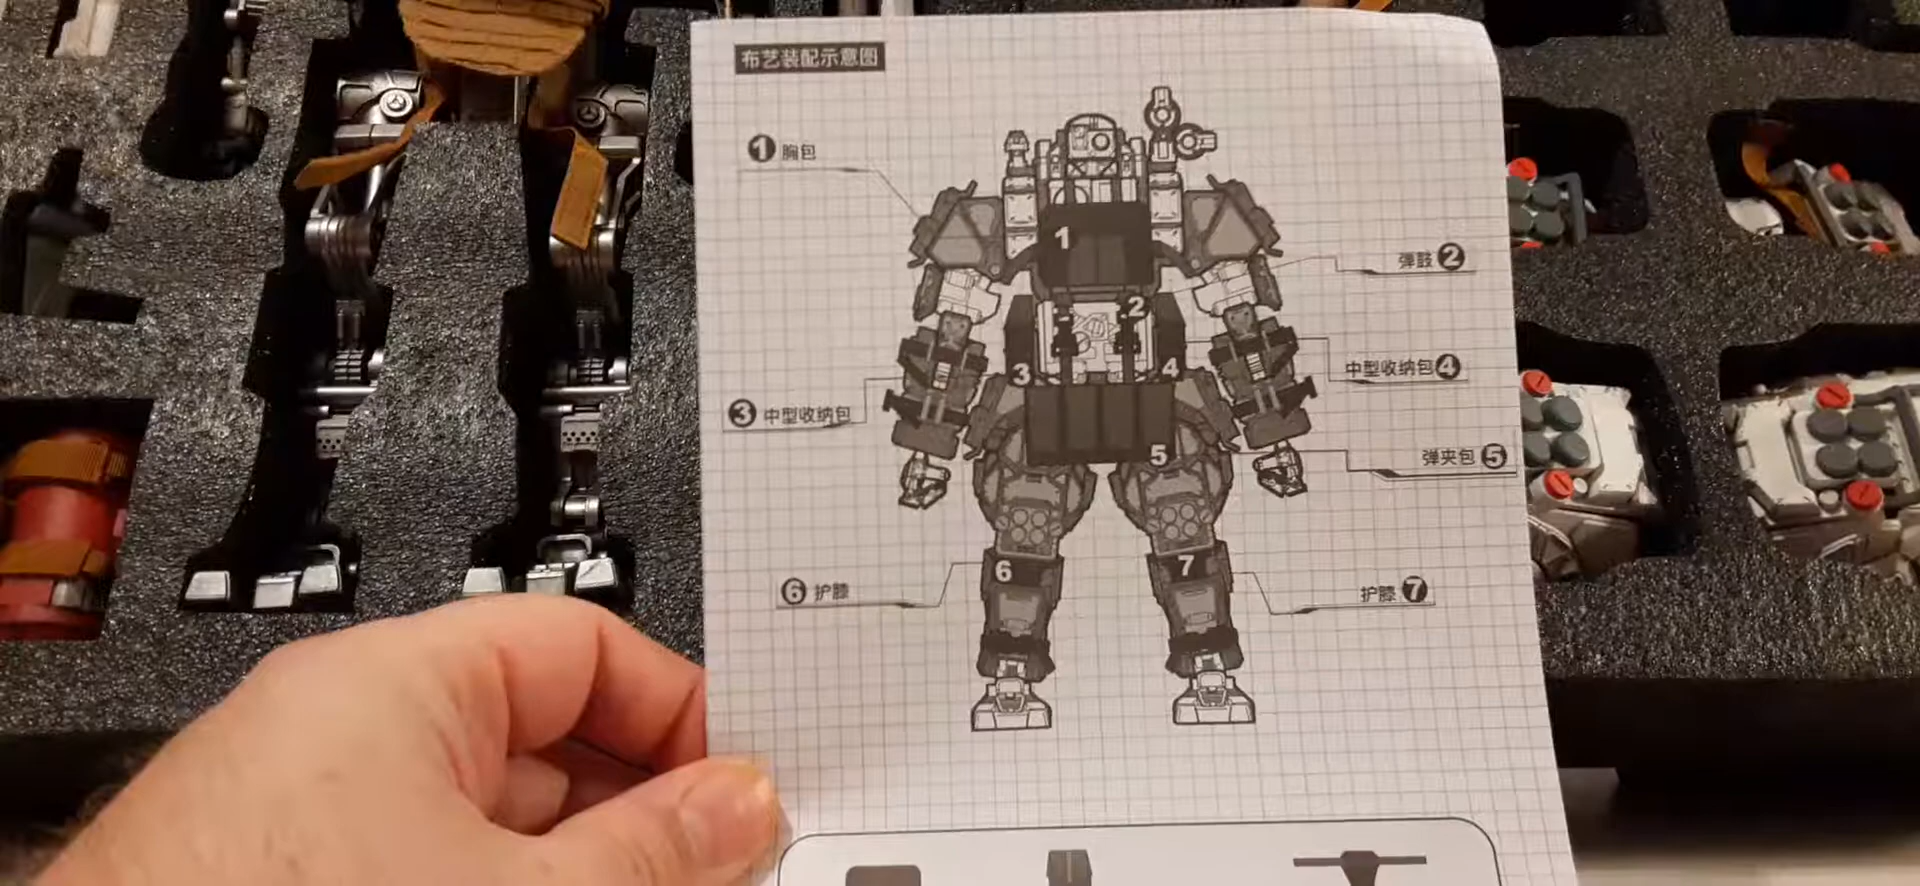 布艺装配示意图
1 胸包
1
弹鼓 2
2
3
4
中型收纳包 4
3 中型收纳包
5
弹夹包 5
6
7
6 护膝
护膝 7